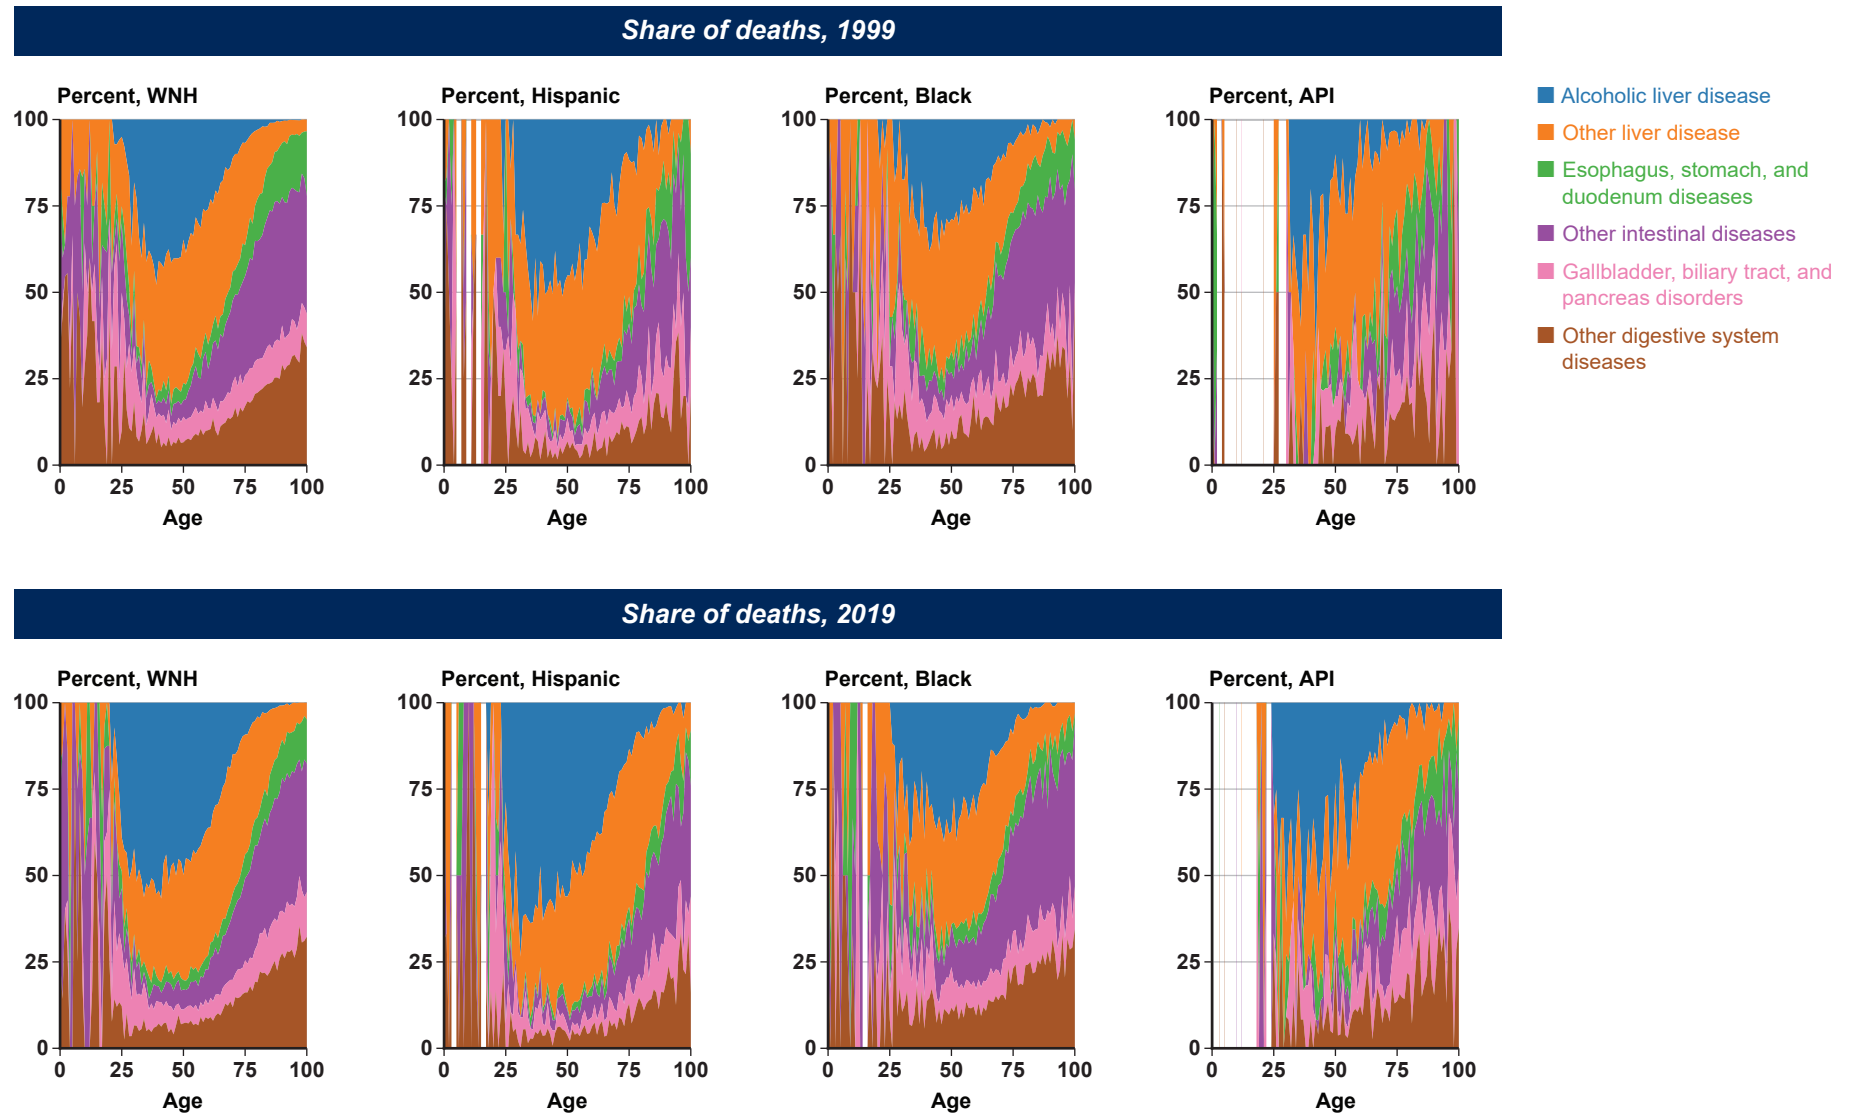 Share of deaths, 1999
Percent, WNH
Percent, Hispanic
Percent, Black
Percent, API
100
75
50
25
0
0 25 50 75 100
Age
100
75
50
25
0
0 25 50 75 100
Age
100
75
50
25
0
0 25 50 75 100
Age
100
75
50
25
0
0 25 50 75 100
Age
Alcoholic liver disease
Other liver disease
Esophagus, stomach, and
duodenum diseases
Other intestinal diseases
Gallbladder, biliary tract, and
pancreas disorders
Other digestive system
diseases
Share of deaths, 2019
Percent, WNH
Percent, Hispanic
Percent, Black
Percent, API
100
75
50
25
0
0 25 50 75 100
Age
100
75
50
25
0
0 25 50 75 100
Age
100
75
50
25
0
0 25 50 75 100
Age
100
75
50
25
0
0 25 50 75 100
Age